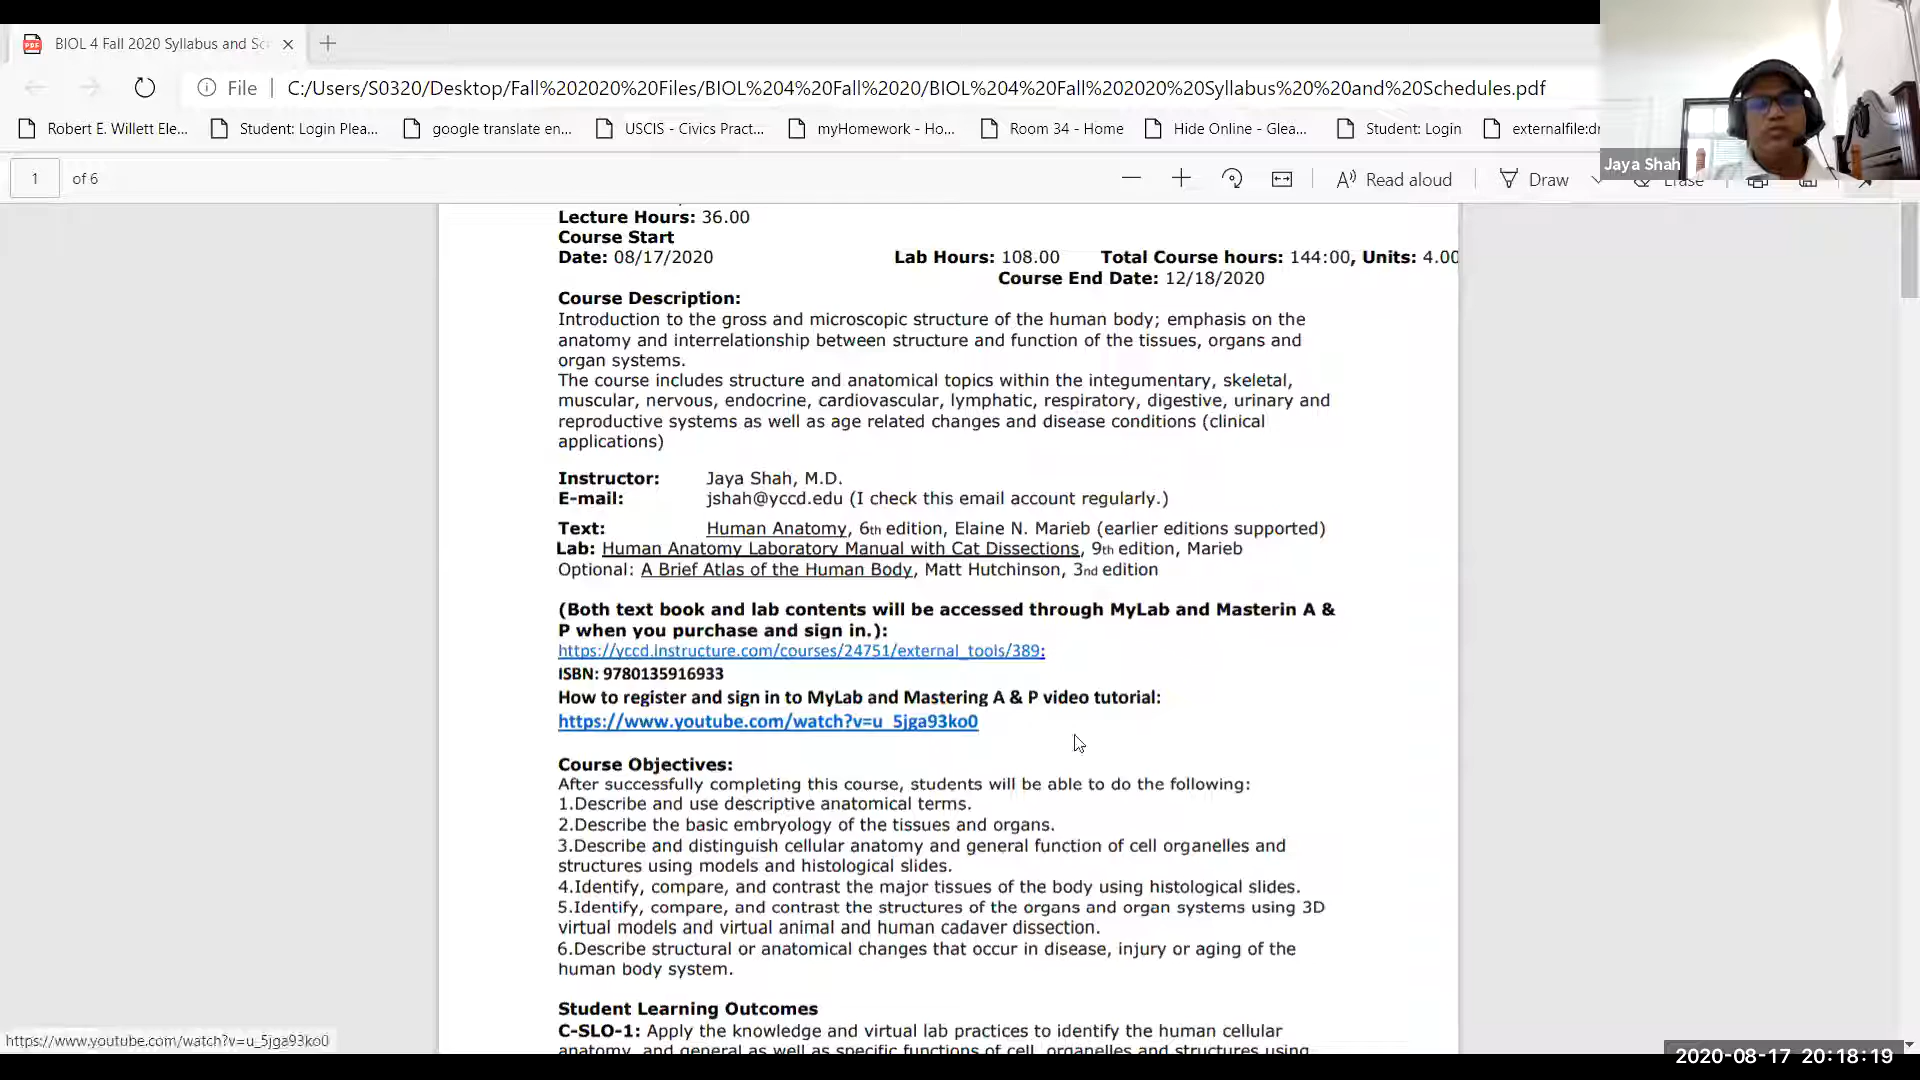 BIOL 4 Fall 2020 Syllabus and Sc
File C:/Users/S0320/Desktop/Fall%202020%20Files/BIOL%204%20Fall%2020/BIOL%204%20Fall%202020%20Syllabus%20%20and%20Schedules.pdf
Robert E. Willett Ele... Student: Login Plea... google translate en... USCIS - Civics Pract... myHomework - Ho... Room 34 - Home Hide Online - Glea... Student: Login externalfile:dr
Jaya Shah
1 of 6 Read aloud Draw Erase
Lecture Hours: 36.00
Course Start
Date: 08/17/2020 Lab Hours: 108.00 Total Course hours: 144:00, Units: 4.00
Course End Date: 12/18/2020
Course Description:
Introduction to the gross and microscopic structure of the human body; emphasis on the
anatomy and interrelationship between structure and function of the tissues, organs and
organ systems.
The course includes structure and anatomical topics within the integumentary, skeletal,
muscular, nervous, endocrine, cardiovascular, lymphatic, respiratory, digestive, urinary and
reproductive systems as well as age related changes and disease conditions (clinical
applications)
Instructor: Jaya Shah, M.D.
E-mail: jshah@yccd.edu (I check this email account regularly.)
Text: Human Anatomy, 6th edition, Elaine N. Marieb (earlier editions supported)
Lab: Human Anatomy Laboratory Manual with Cat Dissections, 9th edition, Marieb
Optional: A Brief Atlas of the Human Body, Matt Hutchinson, 3nd edition
(Both text book and lab contents will be accessed through MyLab and Masterin A &
P when you purchase and sign in.):
https://yccd.instructure.com/courses/24751/external_tools/389:
ISBN: 9780135916933
How to register and sign in to MyLab and Mastering A & P video tutorial:
https://www.youtube.com/watch?v=u_5jga93ko0
Course Objectives:
After successfully completing this course, students will be able to do the following:
1.Describe and use descriptive anatomical terms.
2.Describe the basic embryology of the tissues and organs.
3.Describe and distinguish cellular anatomy and general function of cell organelles and
structures using models and histological slides.
4.Identify, compare, and contrast the major tissues of the body using histological slides.
5.Identify, compare, and contrast the structures of the organs and organ systems using 3D
virtual models and virtual animal and human cadaver dissection.
6.Describe structural or anatomical changes that occur in disease, injury or aging of the
human body system.
Student Learning Outcomes
C-SLO-1: Apply the knowledge and virtual lab practices to identify the human cellular
anatomy, and general as well as specific functions of cell, organelles and structures using
https://www.youtube.com/watch?v=u_5jga93ko0
2020-08-17 20:18:19